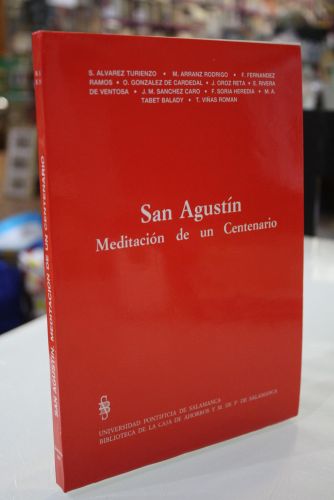 S. ALVAREZ TURIENZO • M. ARRANZ RODRIGO • F. FERNANDEZ
RAMOS • O. GONZALEZ DE CARDEDAL • J. OROZ RETA • E. RIVERA
DE VENTOSA • J. M. SANCHEZ CARO • F. SORIA HEREDIA • M. A.
TABET BALADY • T. VIÑAS ROMAN
San Agustín
Meditación de un Centenario
UNIVERSIDAD PONTIFICIA DE SALAMANCA
BIBLIOTECA DE LA CAJA DE AHORROS Y M. DE P. DE SALAMANCA
SAN AGUSTIN. MEDITACION DE UN CENTENARIO